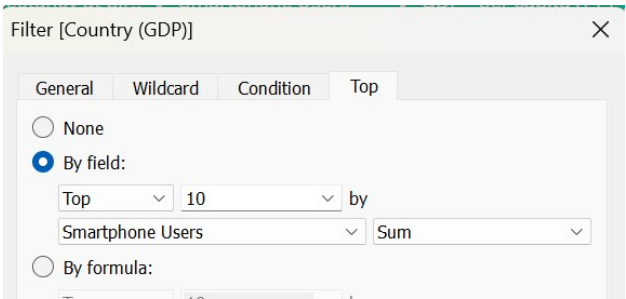 Filter [Country (GDP)]
General Wildcard Condition Top
None
By field:
Top 10 by
Smartphone Users Sum
By formula: